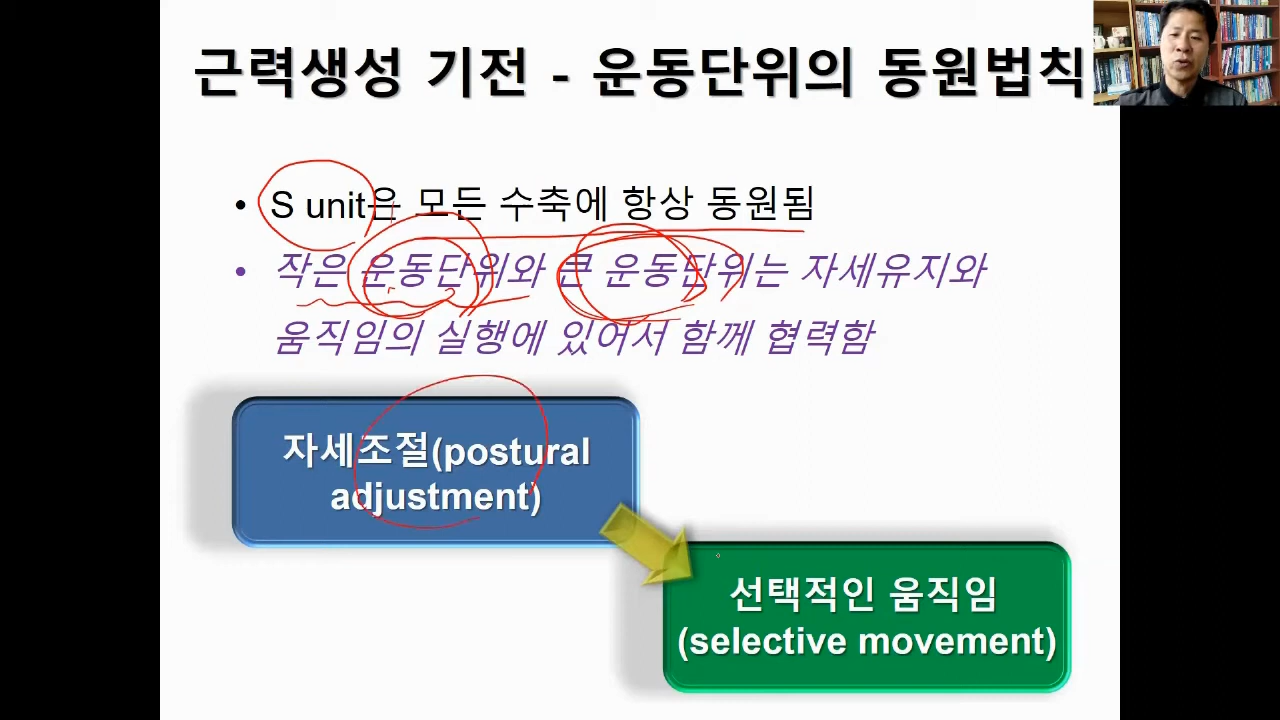 근력생성 기전 - 운동단위의 동원법칙
• S unit은 모든 수축에 항상 동원됨
• 작은 운동단위와 큰 운동단위는 자세유지와
움직임의 실행에 있어서 함께 협력함
자세조절(postural
adjustment)
선택적인 움직임
(selective movement)